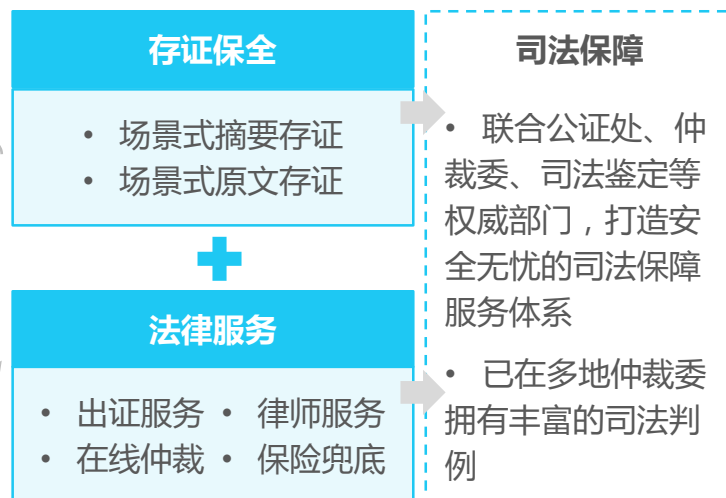 存证保全
• 场景式摘要存证
• 场景式原文存证
法律服务
• 出证服务 • 律师服务
• 在线仲裁 • 保险兜底
司法保障
• 联合公证处、仲
裁委、司法鉴定等
权威部门，打造安
全无忧的司法保障
服务体系
• 已在多地仲裁委
拥有丰富的司法判
例